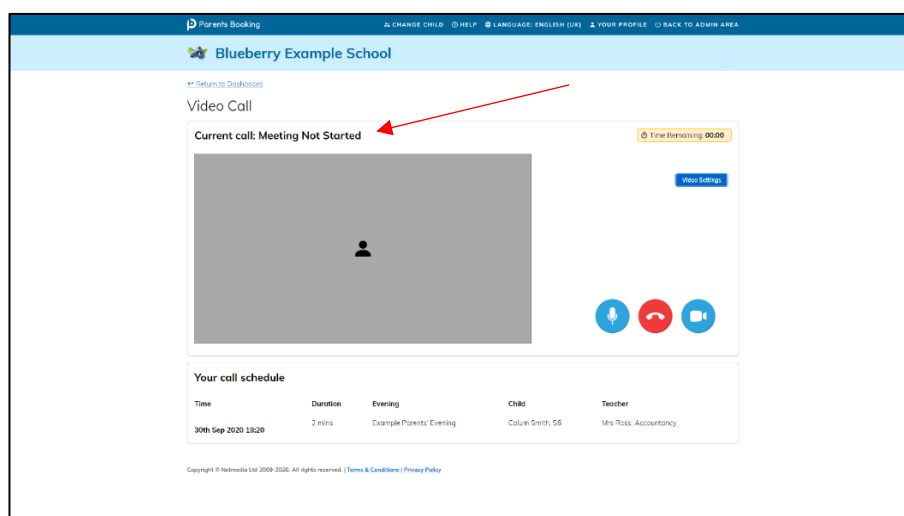 Parents Booking CHANGE CHILD HELP LANGUAGE: ENGLISH (UK) YOUR PROFILE BACK TO ADMIN AREA
Blueberry Example School
Return to Dashboard
Video Call
Current call: Meeting Not Started Time Remaining: 00:00
Video Settings
Your call schedule
Time Duration Evening Child Teacher
30th Sep 2020 19:20 2 mins Example Parents' Evening Calum Smith, S6 Mrs Ross, Accountancy
Copyright © Netmedia Ltd 2009-2020. All rights reserved. | Terms & Conditions | Privacy Policy